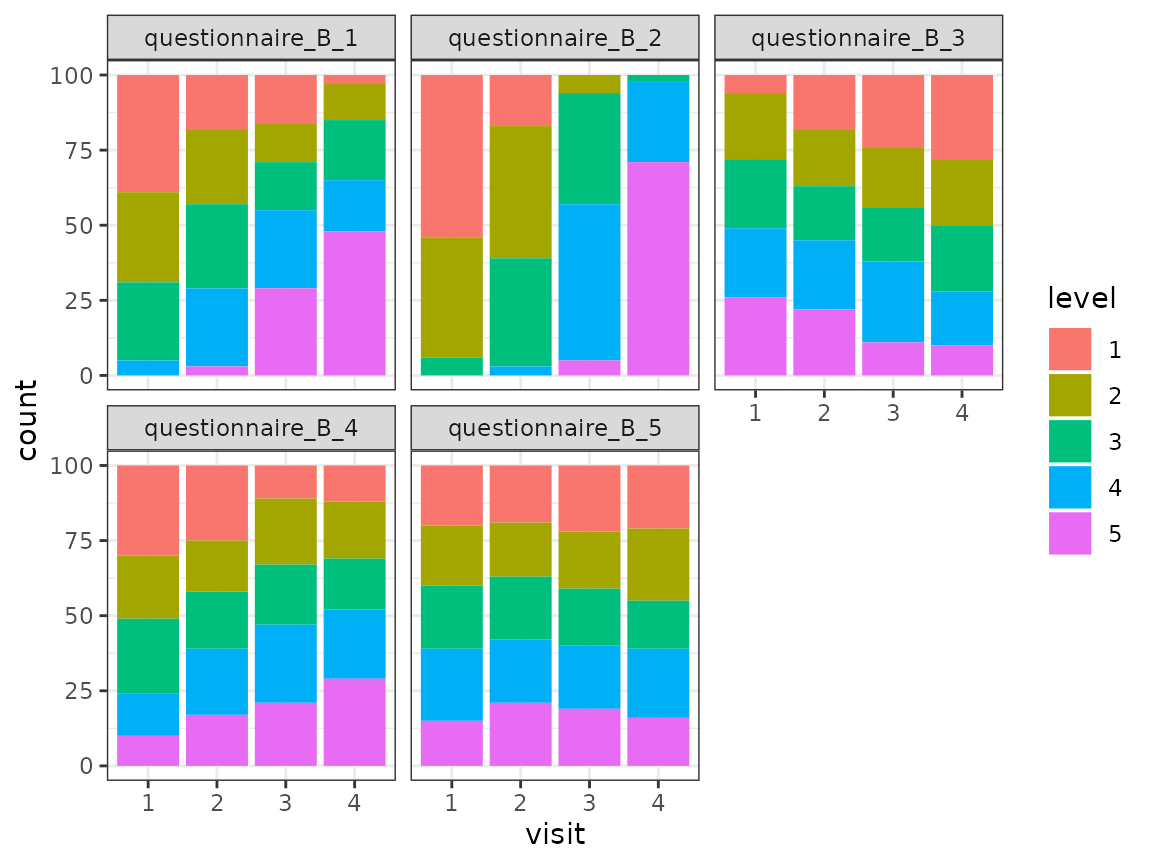 questionnaire_B_1 questionnaire_B_2 questionnaire_B_3
100
75
50
25
0
1 2 3 4
questionnaire_B_4 questionnaire_B_5
100
75
50
25
0
1 2 3 4 1 2 3 4
count
visit
level
1
2
3
4
5